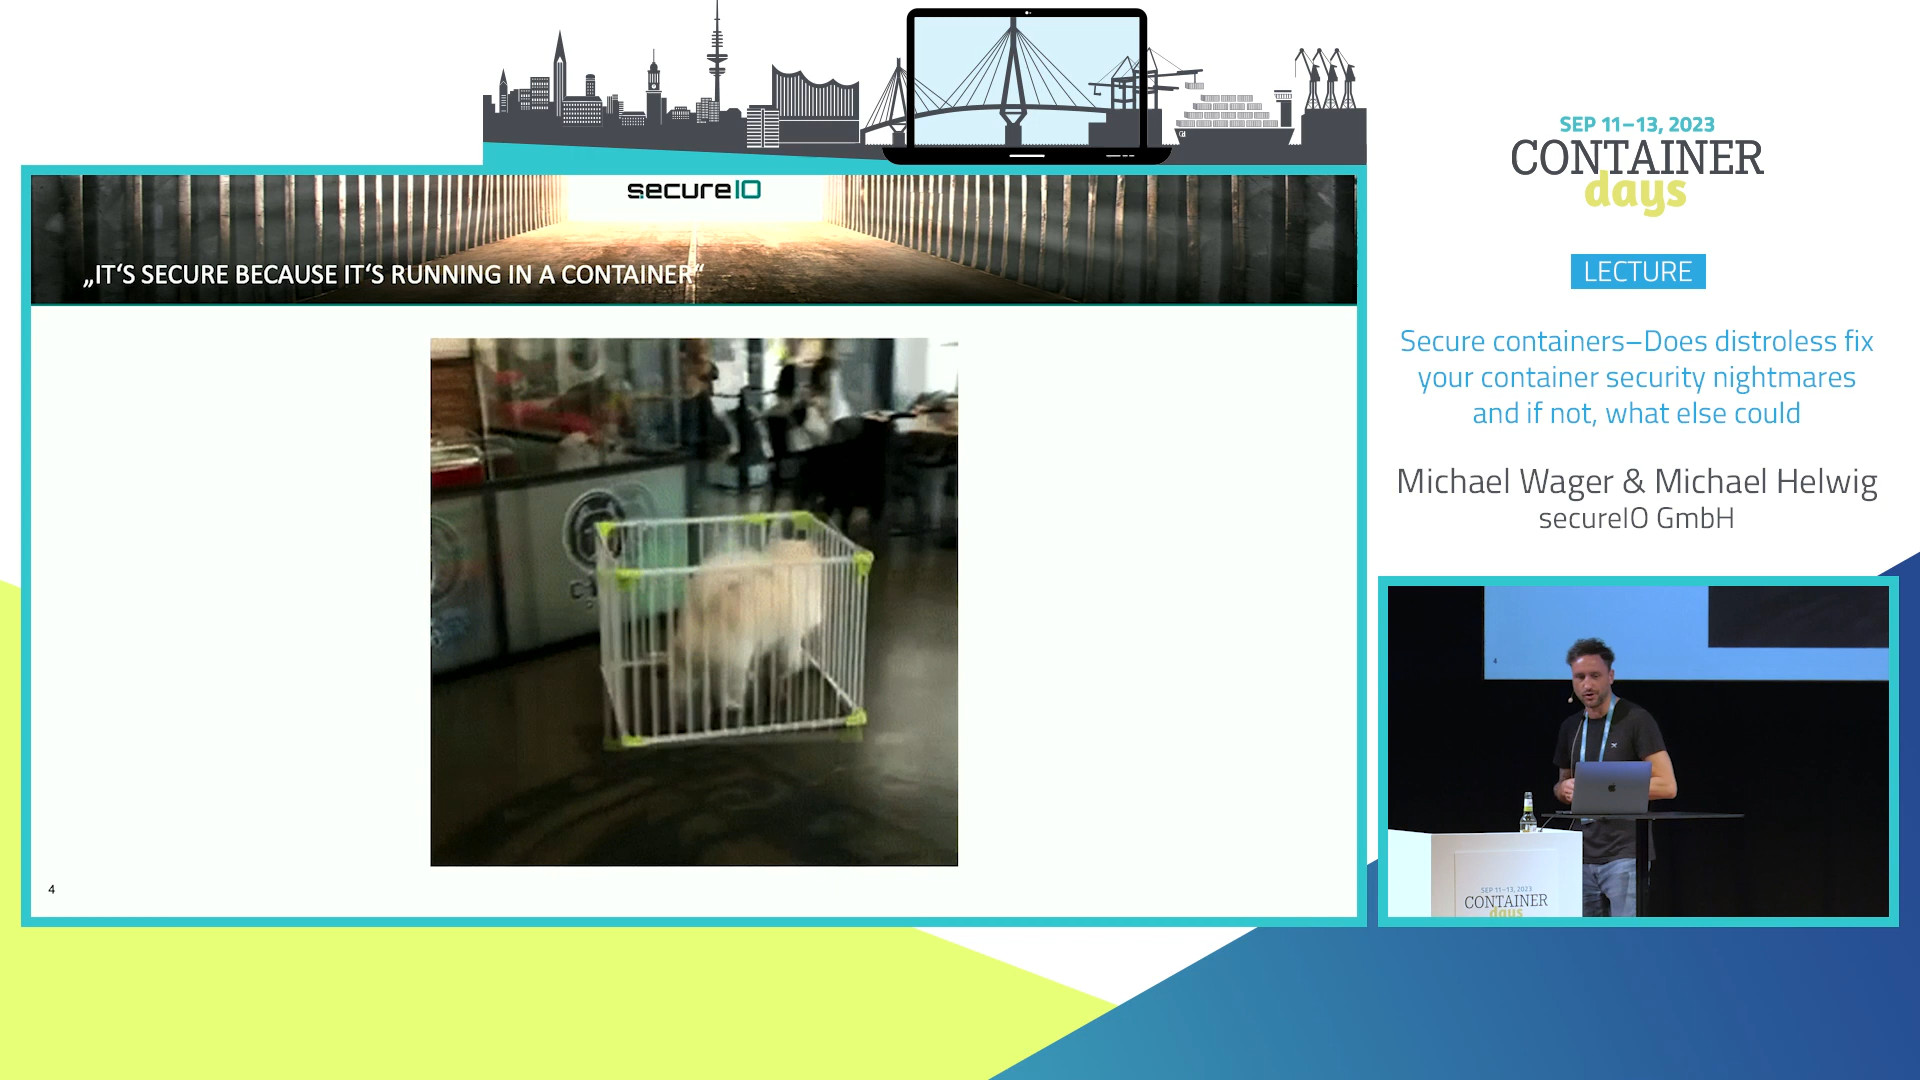 secureIO
„IT‘S SECURE BECAUSE IT‘S RUNNING IN A CONTAINER“
4
SEP 11–13, 2023
CONTAINER
days
LECTURE
Secure containers–Does distroless fix
your container security nightmares
and if not, what else could
Michael Wager & Michael Helwig
secureIO GmbH
4
SEP 11–13, 2023
CONTAINER
days